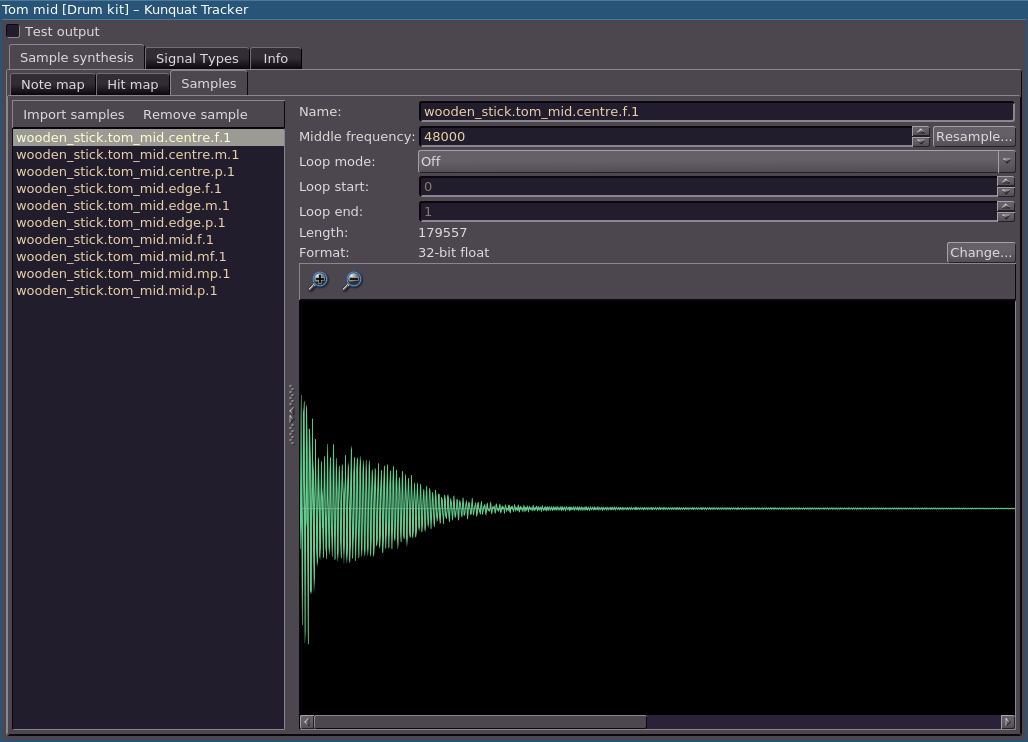 Tom mid [Drum kit] – Kunquat Tracker
Test output
Sample synthesis Signal Types Info
Note map Hit map Samples
Import samples Remove sample
wooden_stick.tom_mid.centre.f.1
wooden_stick.tom_mid.centre.m.1
wooden_stick.tom_mid.centre.p.1
wooden_stick.tom_mid.edge.f.1
wooden_stick.tom_mid.edge.m.1
wooden_stick.tom_mid.edge.p.1
wooden_stick.tom_mid.mid.f.1
wooden_stick.tom_mid.mid.mf.1
wooden_stick.tom_mid.mid.mp.1
wooden_stick.tom_mid.mid.p.1
Name: wooden_stick.tom_mid.centre.f.1
Middle frequency: 48000 Resample...
Loop mode: Off
Loop start: 0
Loop end: 1
Length: 179557
Format: 32-bit float Change...